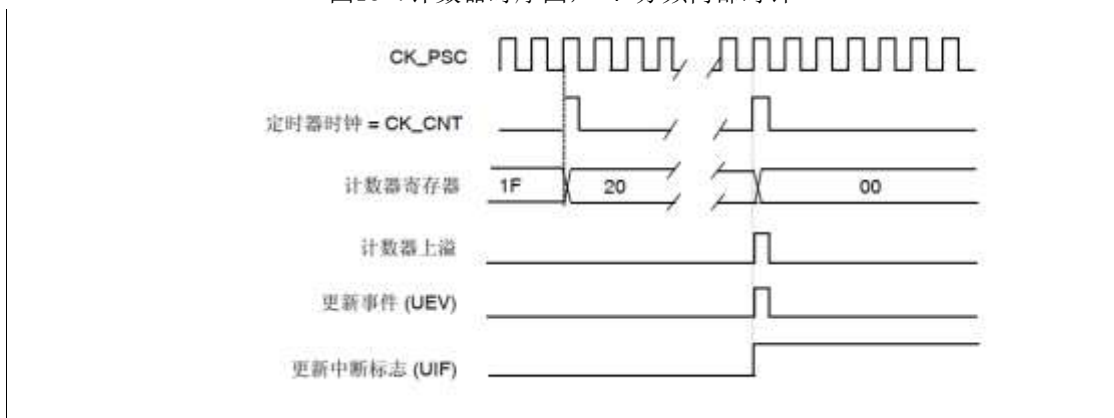 CK_PSC
定时器时钟 = CK_CNT
计数器寄存器 1F 20 00
计数器上溢
更新事件 (UEV)
更新中断标志 (UIF)